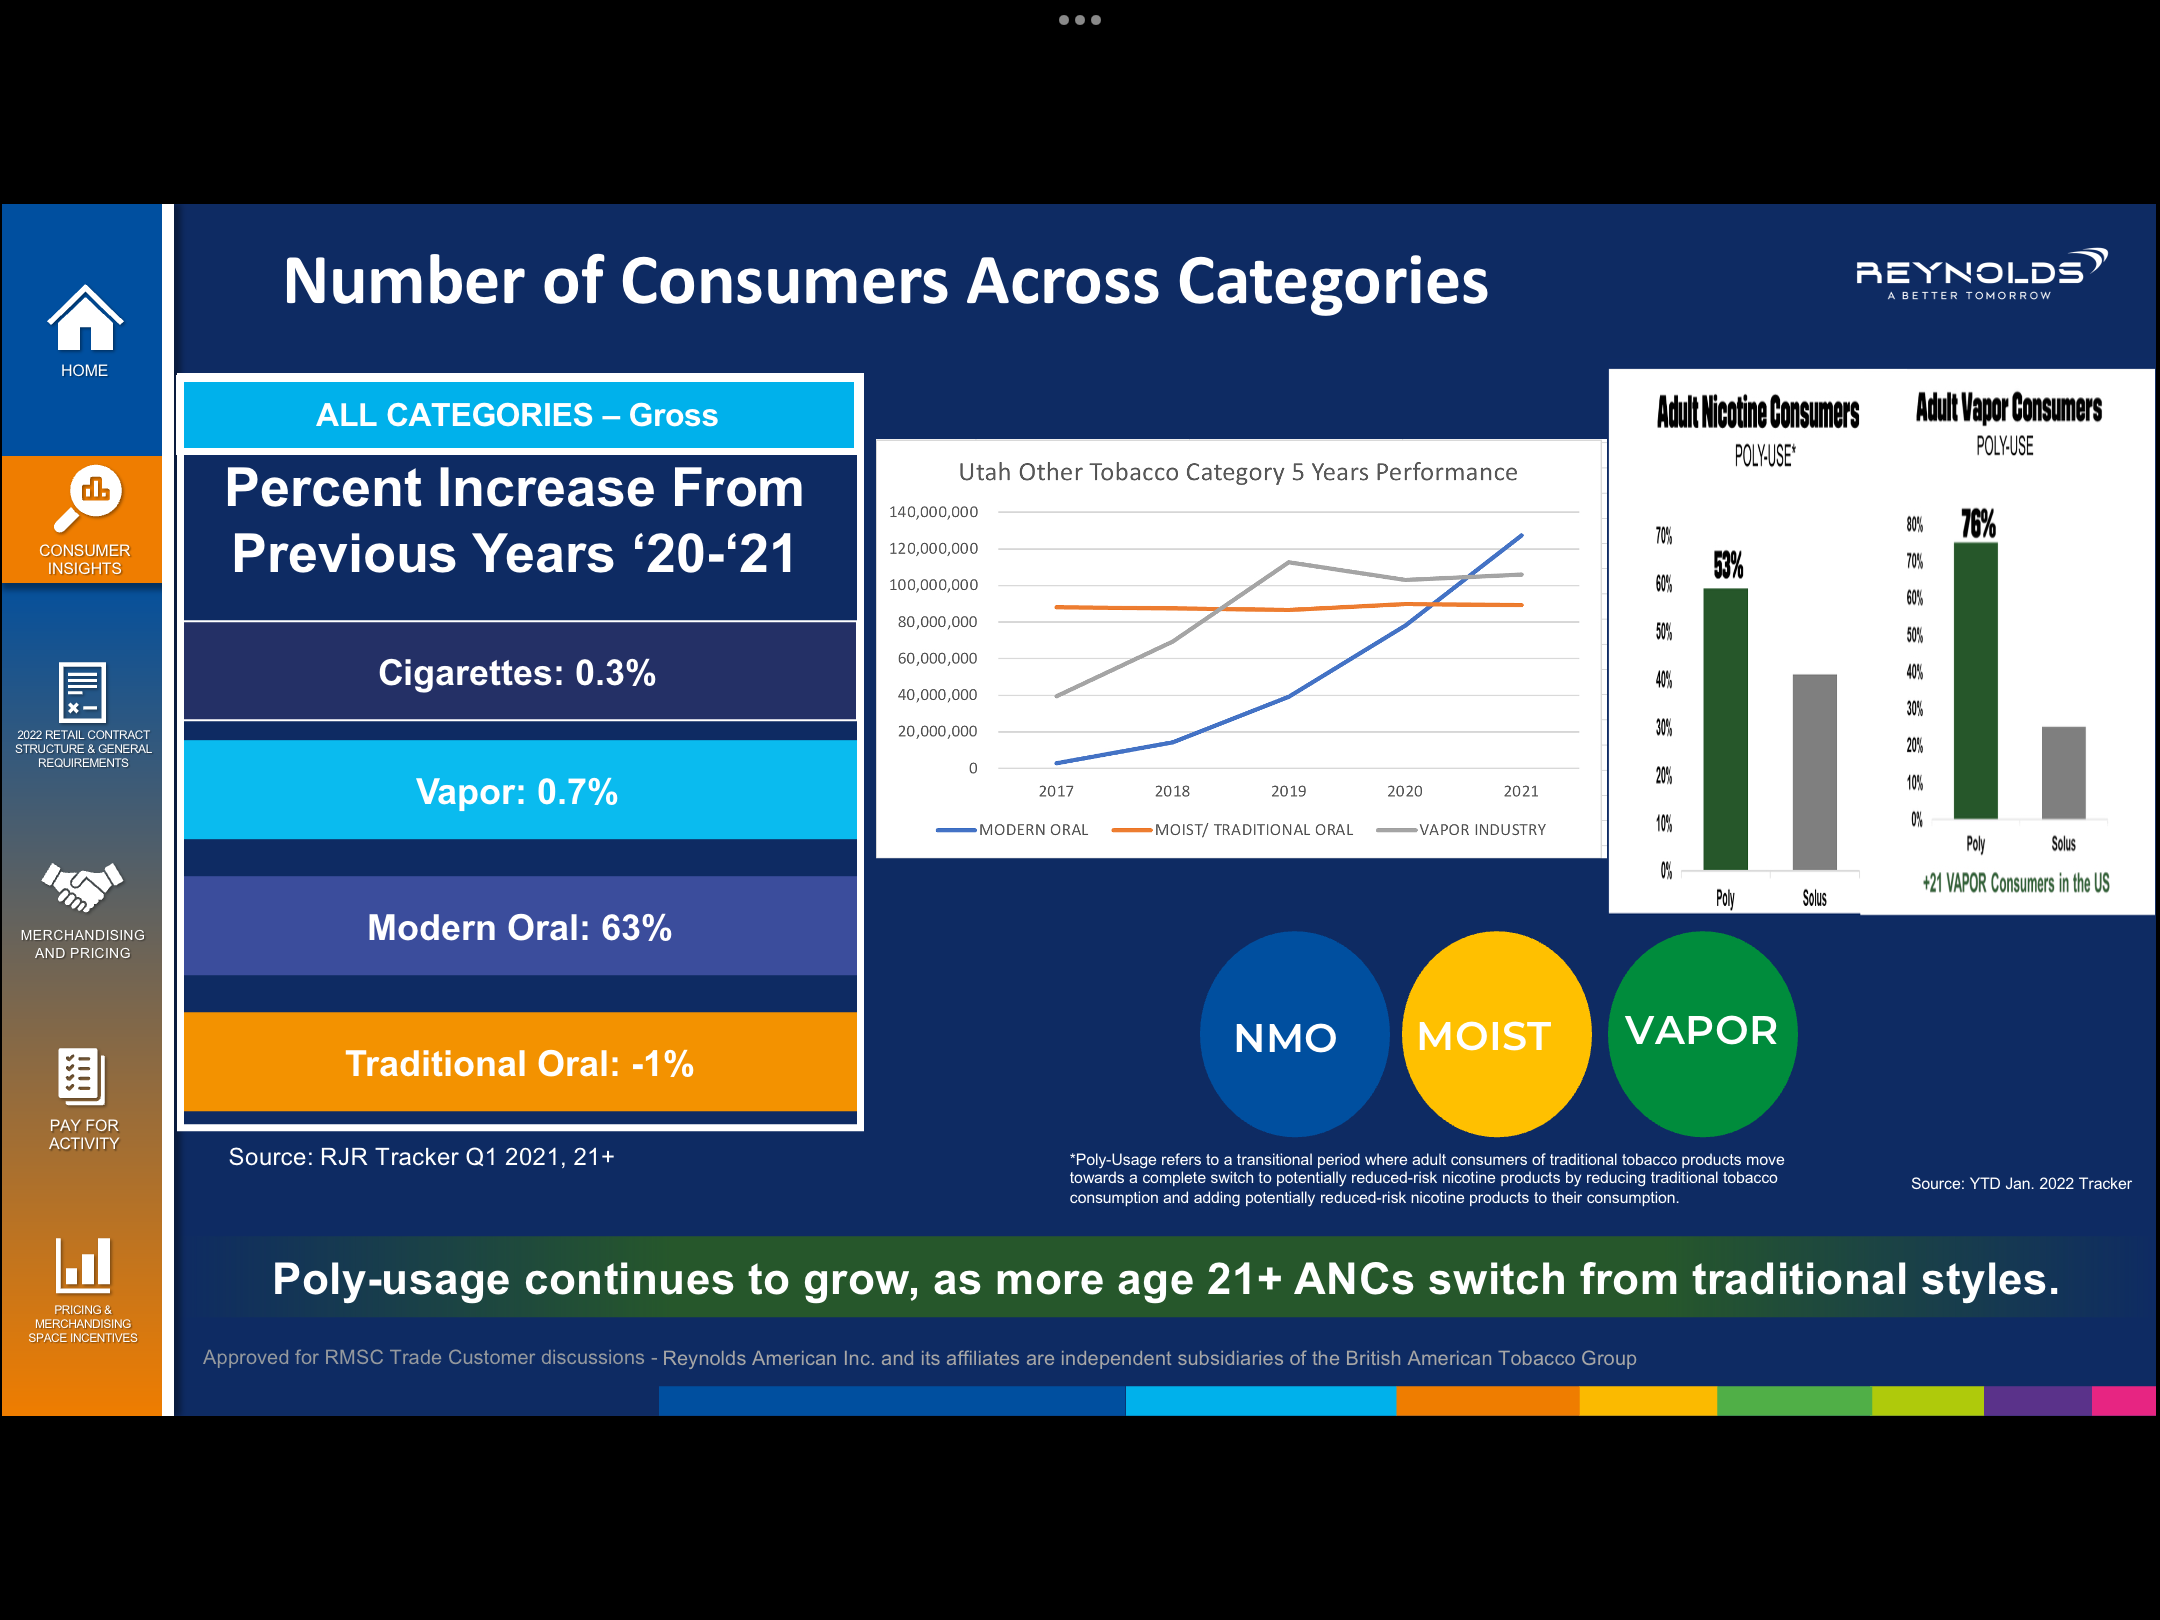 Number of Consumers Across Categories
REYNOLDS
A BETTER TOMORROW
HOME
CONSUMER
INSIGHTS
2022 RETAIL CONTRACT
STRUCTURE & GENERAL
REQUIREMENTS
MERCHANDISING
AND PRICING
PAY FOR
ACTIVITY
PRICING &
MERCHANDISING
SPACE INCENTIVES
ALL CATEGORIES – Gross
Percent Increase From
Previous Years ‘20-‘21
Cigarettes: 0.3%
Vapor: 0.7%
Modern Oral: 63%
Traditional Oral: -1%
Source: RJR Tracker Q1 2021, 21+
Utah Other Tobacco Category 5 Years Performance
140,000,000
120,000,000
100,000,000
80,000,000
60,000,000
40,000,000
20,000,000
0
2017 2018 2019 2020 2021
MODERN ORAL MOIST/ TRADITIONAL ORAL VAPOR INDUSTRY
Adult Nicotine Consumers
POLY-USE*
70%
60%
50%
40%
30%
20%
10%
0%
53%
Poly Solus
Adult Vapor Consumers
POLY-USE
80%
70%
60%
50%
40%
30%
20%
10%
0%
76%
Poly Solus
+21 VAPOR Consumers in the US
NMO MOIST VAPOR
*Poly-Usage refers to a transitional period where adult consumers of traditional tobacco products move
towards a complete switch to potentially reduced-risk nicotine products by reducing traditional tobacco
consumption and adding potentially reduced-risk nicotine products to their consumption.
Source: YTD Jan. 2022 Tracker
Poly-usage continues to grow, as more age 21+ ANCs switch from traditional styles.
Approved for RMSC Trade Customer discussions - Reynolds American Inc. and its affiliates are independent subsidiaries of the British American Tobacco Group